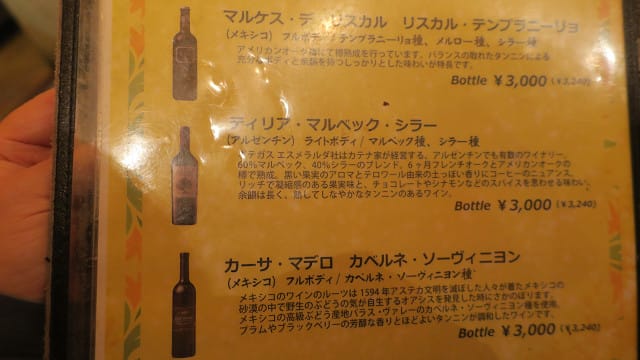 マルケス・デ・リスカル リスカル・テンプラニーリョ
(メキシコ) フルボディ/テンプラニーリョ種、メルロー種、シラー種
アメリカンオーク樽にて樽熟成を行っています。バランスの取れたタンニンによる
充分なボディと余韻を持つしっかりとした味わいが特長です。
Bottle ¥3,000 (¥3,240)
ティリア・マルベック・シラー
(アルゼンチン) ライトボディ/マルベック種、シラー種
ボデガス エスメラルダ社はカテナ家が経営する、アルゼンチンでも有数のワイナリー。
60%マルベック、40%シラーのブレンド。6ヶ月フレンチオークとアメリカンオークの
樽で熟成。黒い果実のアロマとテロワール由来の土っぽい香りにコーヒーのニュアンス。
リッチで凝縮感のある果実味と、チョコレートやシナモンなどのスパイスを思わせる味わい。
余韻は長く、熟してしなやかなタンニンのあるワイン。
Bottle ¥3,000 (¥3,240)
カーサ・マデロ カベルネ・ソーヴィニヨン
(メキシコ) フルボディ/カベルネ・ソーヴィニヨン種
メキシコのワインのルーツは1594年アステカ文明を滅ぼした人々が着たメキシコの
砂漠の中で野生のぶどうの気が自生するオアシスを発見した時にさかのぼります。
メキシコの高級ぶどう産地パラス・ヴァレーのカベルネ・ソーヴィニヨン種を使用。
プラムやブラックベリーの芳醇な香りとほどよいタンニンが調和したワインです。
Bottle ¥3,000 (¥3,240)